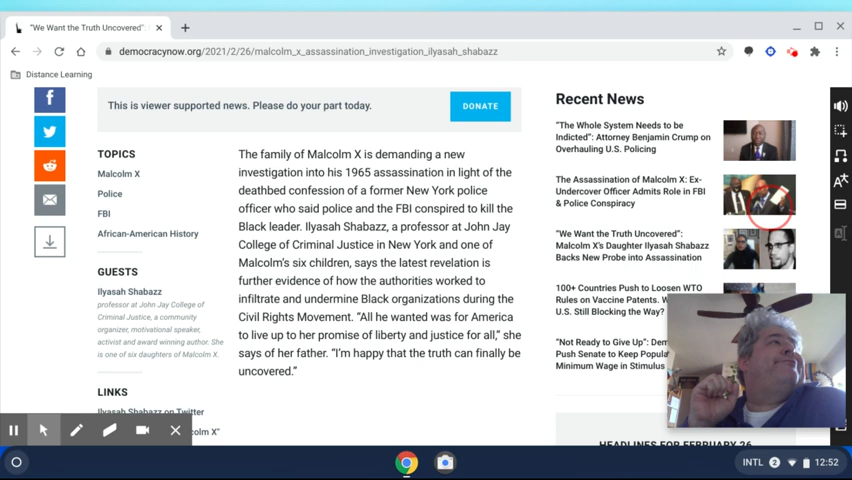 "We Want the Truth Uncovered":
democracynow.org/2021/2/26/malcolm_x_assassination_investigation_ilyasah_shabazz
Distance Learning
This is viewer supported news. Please do your part today.
DONATE
TOPICS
Malcolm X
Police
FBI
African-American History
GUESTS
Ilyasah Shabazz
professor at John Jay College of
Criminal Justice, a community
organizer, motivational speaker,
activist and award winning author. She
is one of six daughters of Malcolm X.
LINKS
Ilyasah Shabazz on Twitter
colm X"
The family of Malcolm X is demanding a new
investigation into his 1965 assassination in light of the
deathbed confession of a former New York police
officer who said police and the FBI conspired to kill the
Black leader. Ilyasah Shabazz, a professor at John Jay
College of Criminal Justice in New York and one of
Malcolm's six children, says the latest revelation is
further evidence of how the authorities worked to
infiltrate and undermine Black organizations during the
Civil Rights Movement. "All he wanted was for America
to live up to her promise of liberty and justice for all," she
says of her father. "I'm happy that the truth can finally be
uncovered."
Recent News
"The Whole System Needs to be
Indicted": Attorney Benjamin Crump on
Overhauling U.S. Policing
The Assassination of Malcolm X: Ex-
Undercover Officer Admits Role in FBI
& Police Conspiracy
"We Want the Truth Uncovered":
Malcolm X's Daughter Ilyasah Shabazz
Backs New Probe into Assassination
100+ Countries Push to Loosen WTO
Rules on Vaccine Patents. W
U.S. Still Blocking the Way?
"Not Ready to Give Up": Dem
Push Senate to Keep Popula
Minimum Wage in Stimulus
HEADLINES FOR FEBRUARY 26
INTL 2 12:52